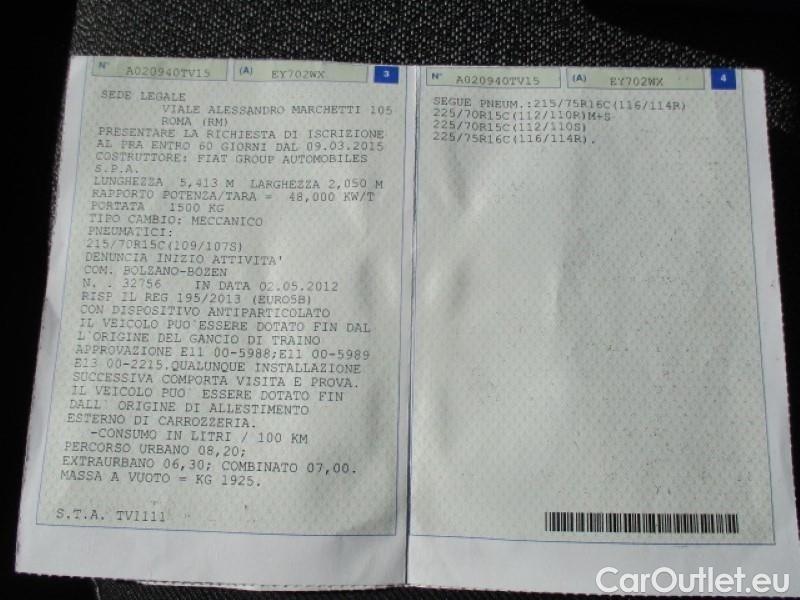 N° A020940TV15 (A) EY702WX 3
SEDE LEGALE
VIALE ALESSANDRO MARCHETTI 105
ROMA (RM)
PRESENTARE LA RICHIESTA DI ISCRIZIONE
AL PRA ENTRO 60 GIORNI DAL 09.03.2015
COSTRUTTORE: FIAT GROUP AUTOMOBILES
S.P.A.
LUNGHEZZA 5,413 M LARGHEZZA 2,050 M
RAPPORTO POTENZA/TARA = 48,000 KW/T
PORTATA 1500 KG
TIPO CAMBIO: MECCANICO
PNEUMATICI:
215/70R15C(109/107S)
DENUNCIA INIZIO ATTIVITA'
COM. BOLZANO-BOZEN
N. . 32756 IN DATA 02.05.2012
RISP IL REG 195/2013 (EURO5B)
CON DISPOSITIVO ANTIPARTICOLATO
IL VEICOLO PUO`ESSERE DOTATO FIN DAL
L`ORIGINE DEL GANCIO DI TRAINO
APPROVAZIONE E11 00-5988;E11 00-5989
E13 00-2215.QUALUNQUE INSTALLAZIONE
SUCCESSIVA COMPORTA VISITA E PROVA.
IL VEICOLO PUO` ESSERE DOTATO FIN
DALL` ORIGINE DI ALLESTIMENTO
ESTERNO DI CARROZZERIA.
-CONSUMO IN LITRI / 100 KM
PERCORSO URBANO 08,20;
EXTRAURBANO 06,30; COMBINATO 07,00.
MASSA A VUOTO = KG 1925.
S.T.A. TV1111
N° A020940TV15 (A) EY702WX 4
SEGUE PNEUM.:215/75R16C(116/114R)
225/70R15C(112/110R)M+S
225/70R15C(112/110S)
225/75R16C(116/114R).
CarOutlet.eu